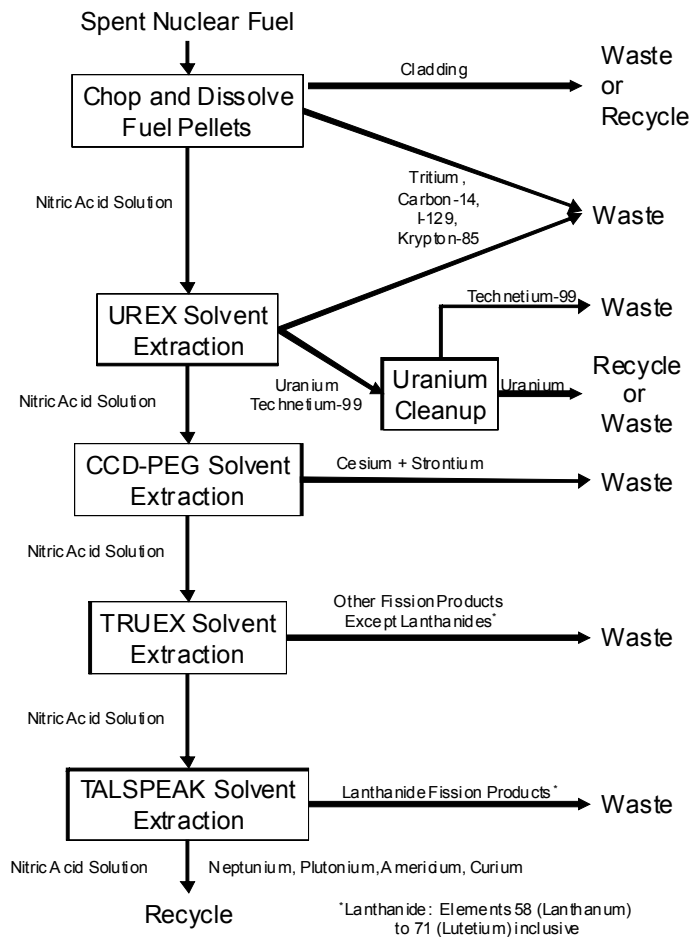 Spent Nuclear Fuel
Chop and Dissolve
Fuel Pellets
Cladding
Waste
or
Recycle
Nitric Acid Solution
Tritium,
Carbon-14,
I-129,
Krypton-85
Waste
UREX Solvent
Extraction
Technetium-99
Waste
Uranium
Technetium-99
Uranium
Cleanup
Uranium
Recycle
or
Waste
Nitric Acid Solution
CCD-PEG Solvent
Extraction
Cesium + Strontium
Waste
Nitric Acid Solution
TRUEX Solvent
Extraction
Other Fission Products
Except Lanthanides*
Waste
Nitric Acid Solution
TALSPEAK Solvent
Extraction
Lanthanide Fission Products*
Waste
Nitric Acid Solution
Neptunium, Plutonium, Americium, Curium
Recycle
*Lanthanide: Elements 58 (Lanthanum)
to 71 (Lutetium) inclusive